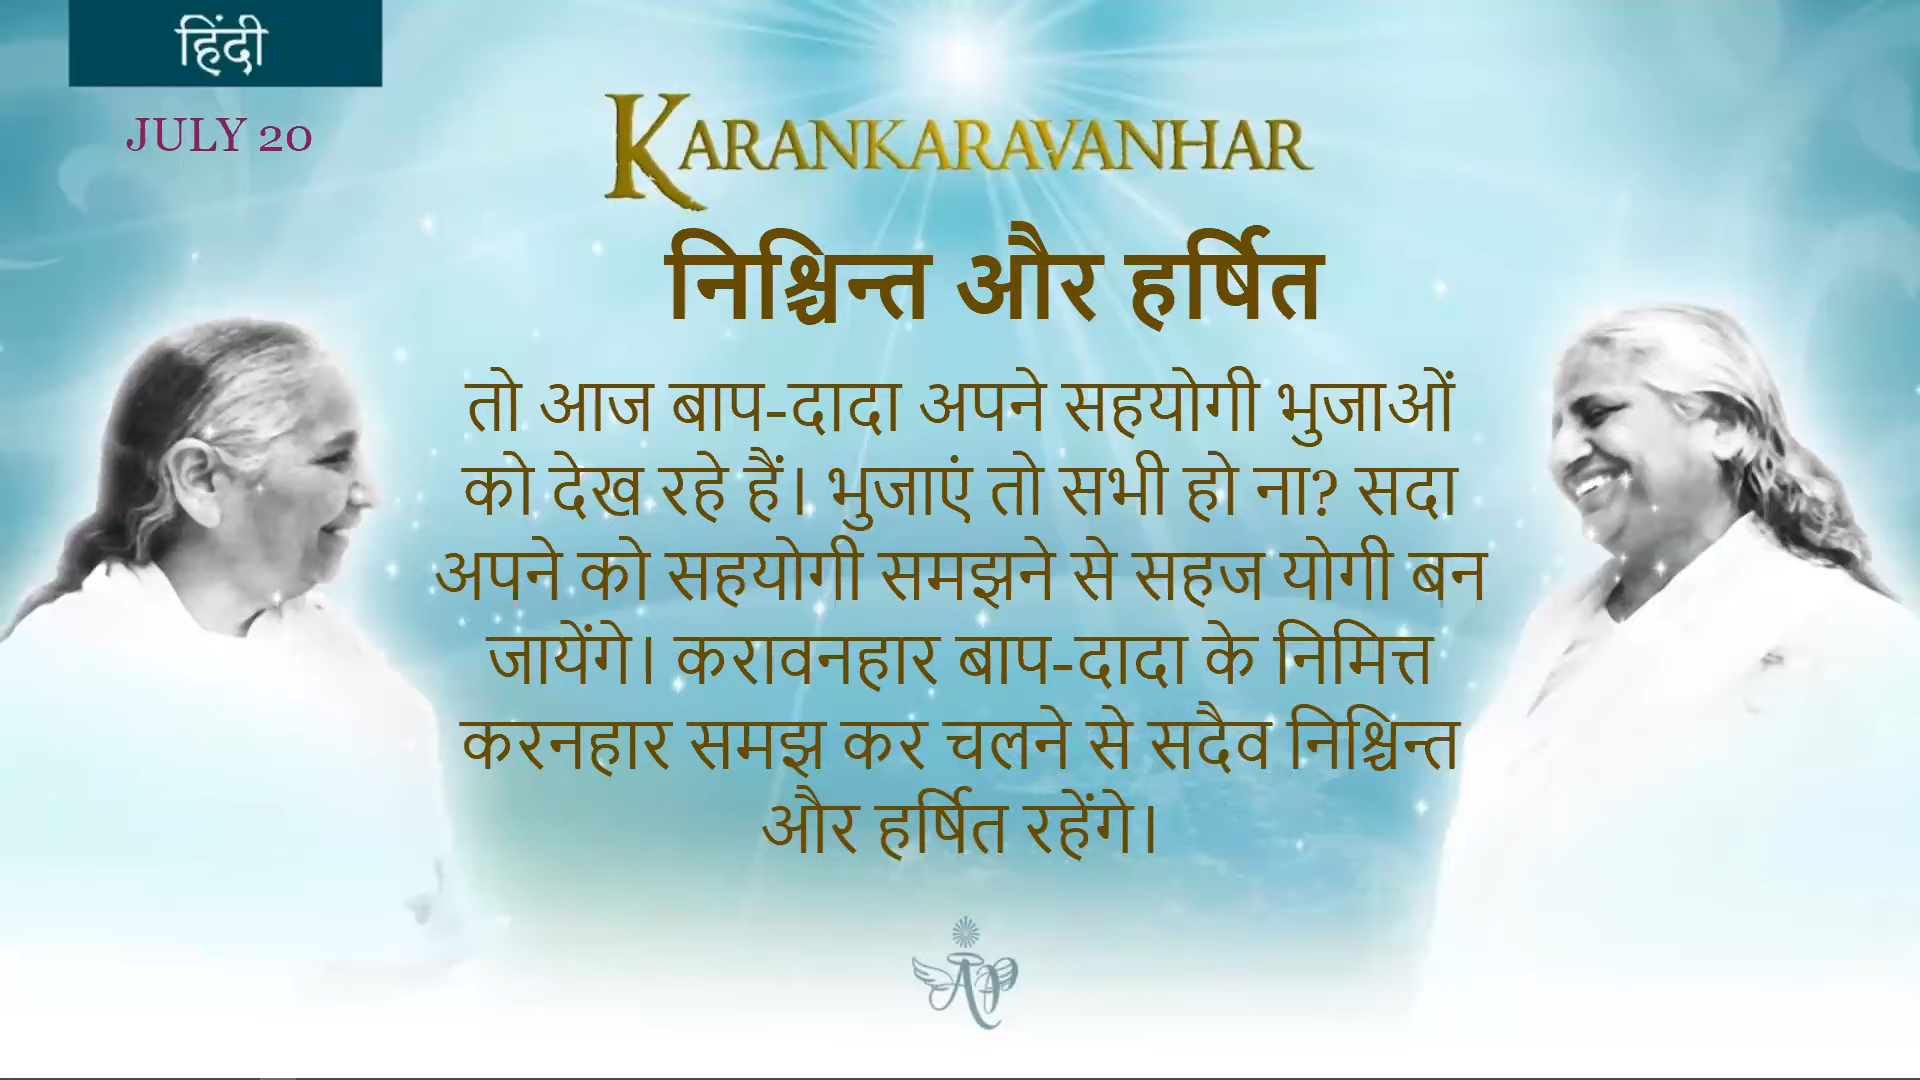 हिंदी
JULY 20
KARANKARAVANHAR
निश्चिन्त और हर्षित
तो आज बाप-दादा अपने सहयोगी भुजाओं
को देख रहे हैं। भुजाएं तो सभी हो ना? सदा
अपने को सहयोगी समझने से सहज योगी बन
जायेंगे। करावनहार बाप-दादा के निमित्त
करनहार समझ कर चलने से सदैव निश्चिन्त
और हर्षित रहेंगे।